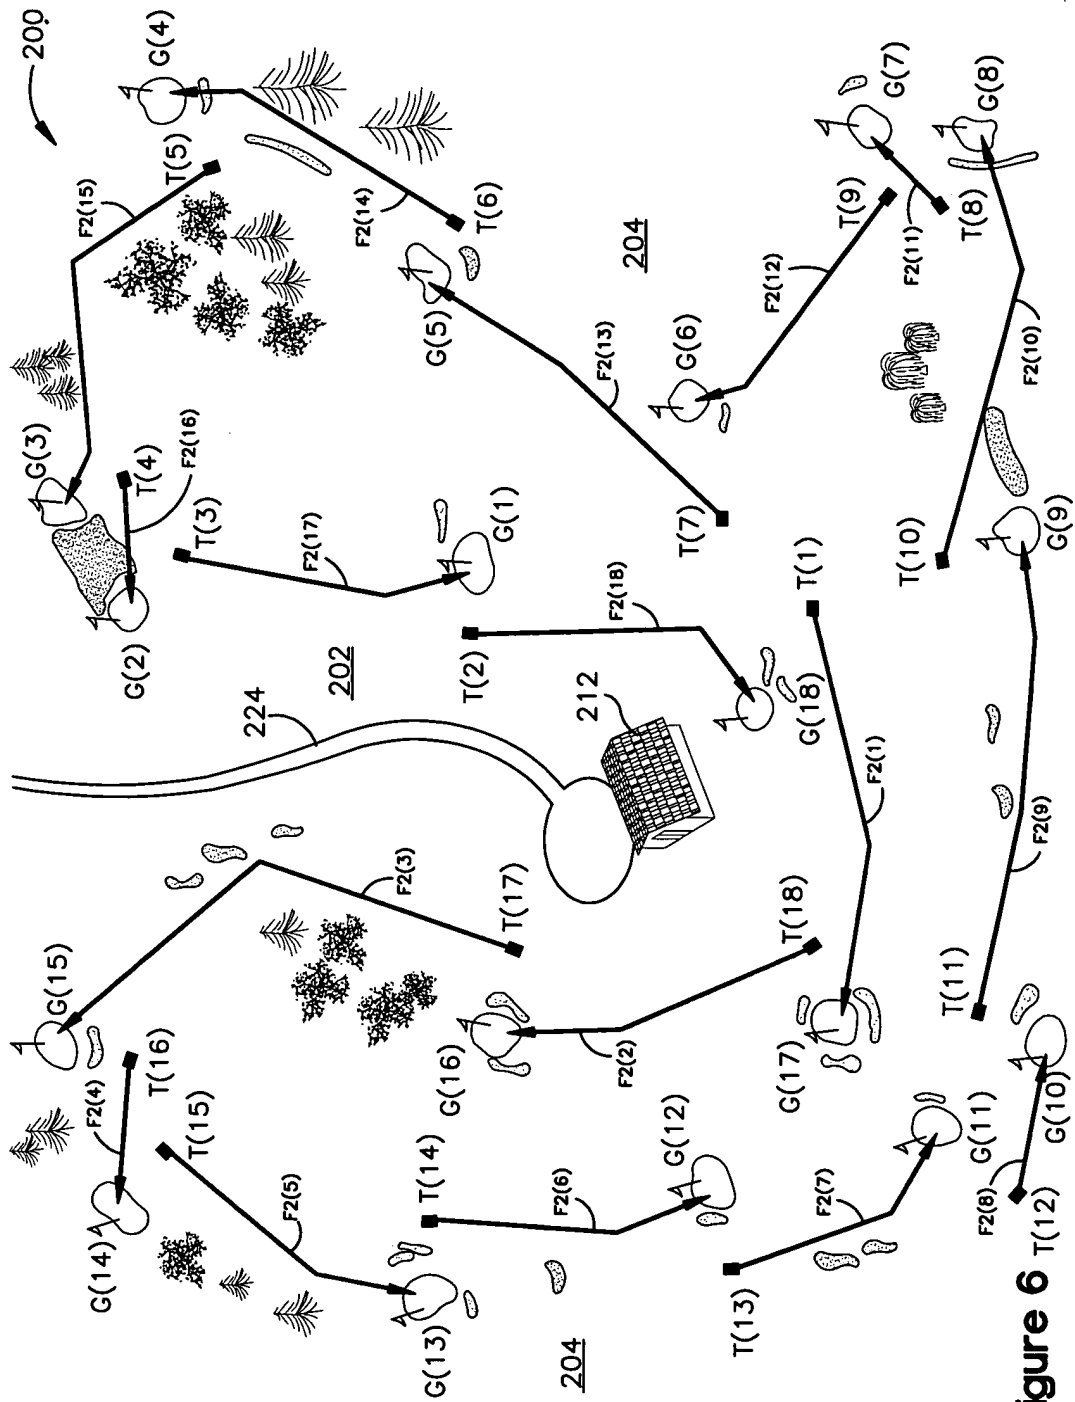 200
G(3)
G(15)
G(14)
F2(4)
F2(15)
G(2)
T(4)
T(16)
G(4)
T(15)
F2(16)
T(5)
T(3)
224
F2(5)
F2(17)
202
F2(14)
F2(3)
G(13)
T(14)
G(5)
G(16)
T(2)
T(6)
G(1)
T(17)
F2(6)
204
212
F2(13)
F2(18)
F2(2)
204
G(12)
G(6)
T(7)
T(13)
F2(12)
G(17)
T(18)
G(18)
T(1)
F2(7)
T(9)
F2(1)
G(7)
F2(11)
T(10)
T(11)
T(8)
F2(8)
G(11)
G(8)
F2(9)
F2(10)
T(12)
G(10)
G(9)
igure 6